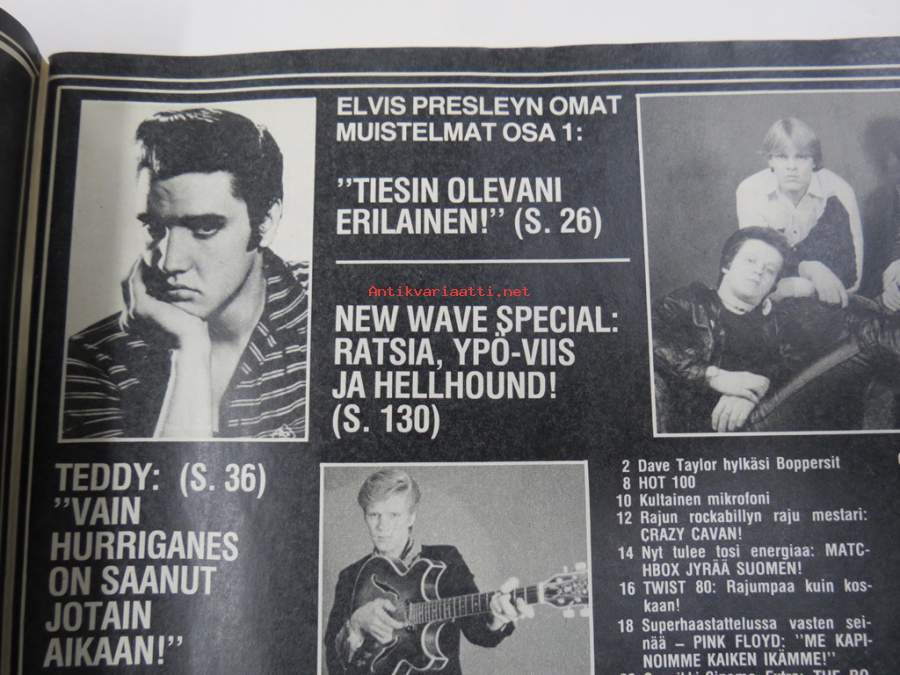 ELVIS PRESLEYN OMAT
MUISTELMAT OSA 1:
"TIESIN OLEVANI
ERILAINEN!" (S. 26)
Antikvariaatti.net
NEW WAVE SPECIAL:
RATSIA, YPÖ-VIIS
JA HELLHOUND!
(S. 130)
TEDDY: (S. 36)
"VAIN
HURRIGANES
ON SAANUT
JOTAIN
AIKAAN!"
2 Dave Taylor hylkäsi Boppersit
8 HOT 100
10 Kultainen mikrofoni
12 Rajun rockabillyn raju mestari:
CRAZY CAVAN!
14 Nyt tulee tosi energiaa: MATC-
HBOX JYRÄÄ SUOMEN!
16 TWIST 80: Rajumpaa kuin kos-
kaan!
18 Superhaastattelussa vasten sei-
nää – PINK FLOYD: "ME KAPI-
NOIMME KAIKEN IKÄMME!"